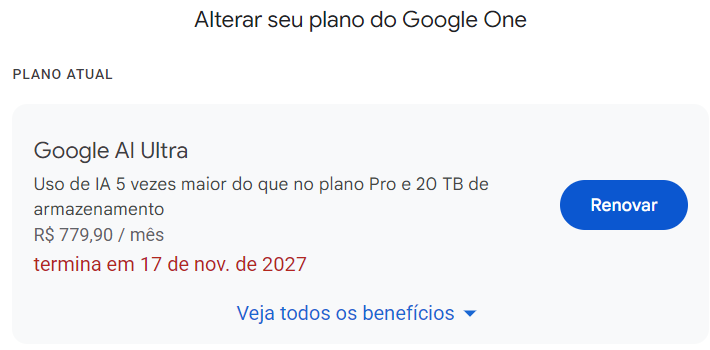 Alterar seu plano do Google One
PLANO ATUAL
Google AI Ultra
Uso de IA 5 vezes maior do que no plano Pro e 20 TB de
armazenamento
R$ 779,90 / mês
termina em 17 de nov. de 2027
Renovar
Veja todos os benefícios